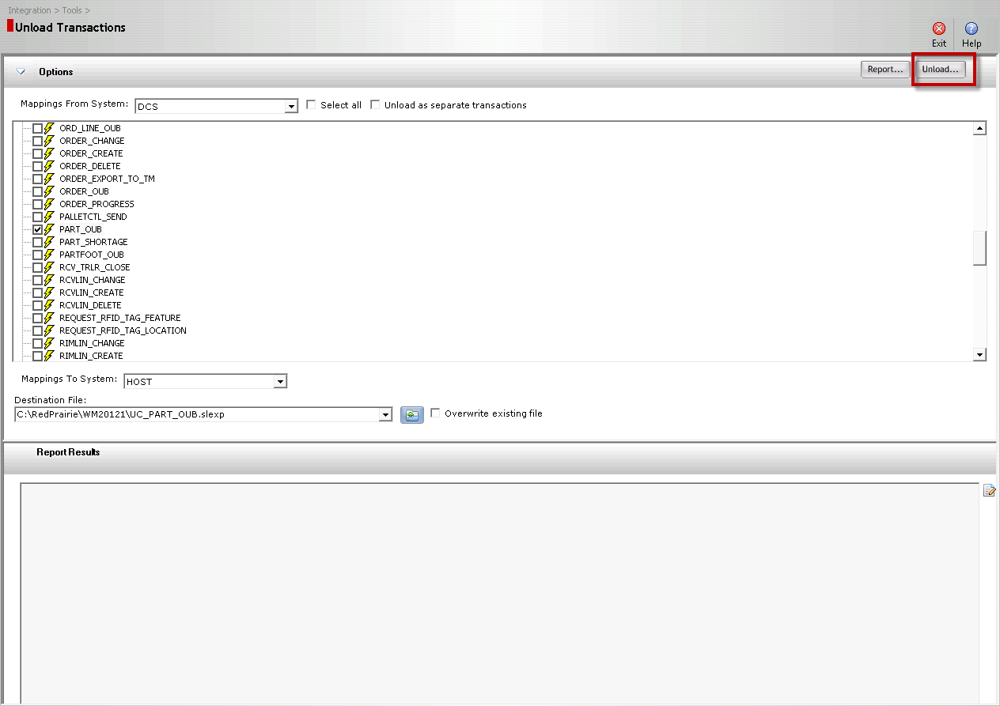 Integration > Tools >
Unload Transactions
Exit
Help
Options
Report...
Unload...
Mappings From System:
DCS
Select all
Unload as separate transactions
ORD_LINE_OUB
ORDER_CHANGE
ORDER_CREATE
ORDER_DELETE
ORDER_EXPORT_TO_TM
ORDER_OUB
ORDER_PROGRESS
PALLETCTL_SEND
PART_OUB
PART_SHORTAGE
PARTFOOT_OUB
RCV_TRLR_CLOSE
RCVLIN_CHANGE
RCVLIN_CREATE
RCVLIN_DELETE
REQUEST_RFID_TAG_FEATURE
REQUEST_RFID_TAG_LOCATION
RIMLIN_CHANGE
RIMLIN_CREATE
Mappings To System:
HOST
Destination File:
C:\RedPrairie\WM20121\UC_PART_OUB.slexp
Overwrite existing file
Report Results